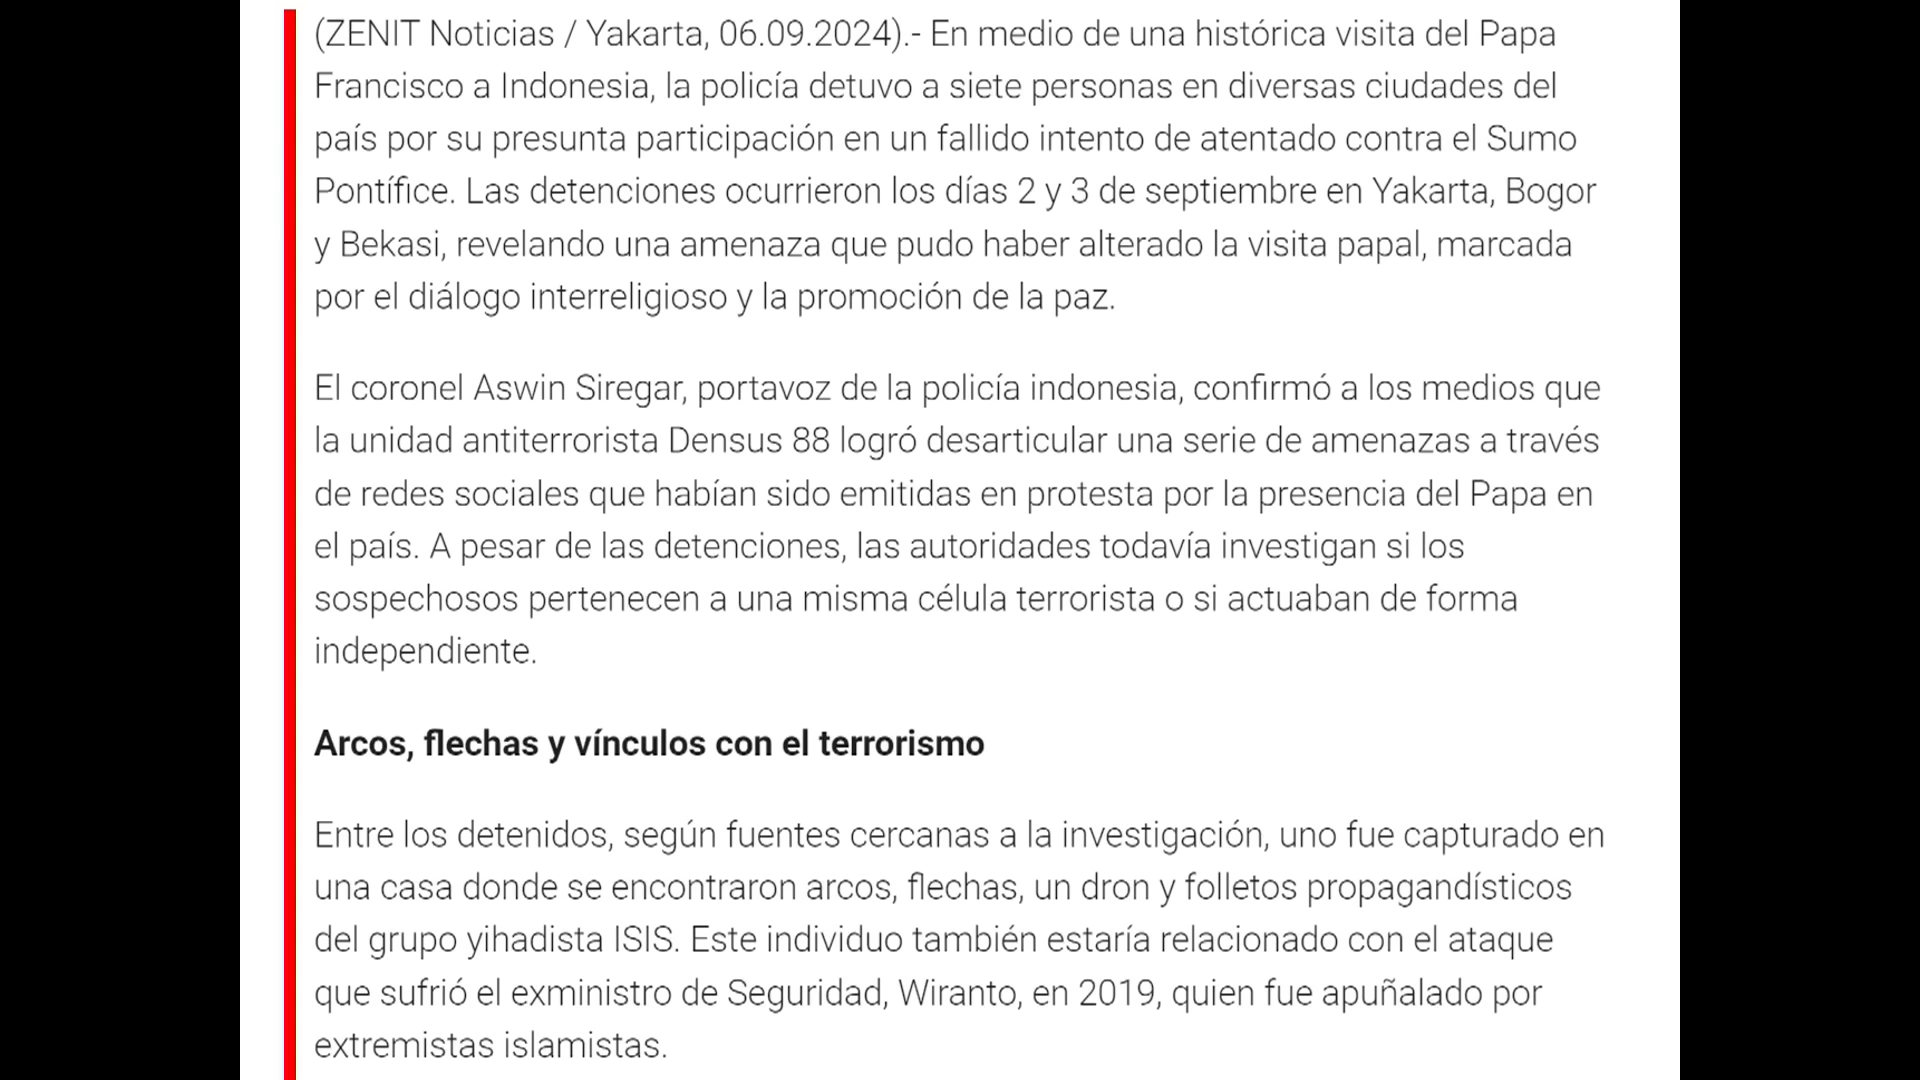 (ZENIT Noticias / Yakarta, 06.09.2024).- En medio de una histórica visita del Papa
Francisco a Indonesia, la policía detuvo a siete personas en diversas ciudades del
país por su presunta participación en un fallido intento de atentado contra el Sumo
Pontífice. Las detenciones ocurrieron los días 2 y 3 de septiembre en Yakarta, Bogor
y Bekasi, revelando una amenaza que pudo haber alterado la visita papal, marcada
por el diálogo interreligioso y la promoción de la paz.
El coronel Aswin Siregar, portavoz de la policía indonesia, confirmó a los medios que
la unidad antiterrorista Densus 88 logró desarticular una serie de amenazas a través
de redes sociales que habían sido emitidas en protesta por la presencia del Papa en
el país. A pesar de las detenciones, las autoridades todavía investigan si los
sospechosos pertenecen a una misma célula terrorista o si actuaban de forma
independiente.
Arcos, flechas y vínculos con el terrorismo
Entre los detenidos, según fuentes cercanas a la investigación, uno fue capturado en
una casa donde se encontraron arcos, flechas, un dron y folletos propagandísticos
del grupo yihadista ISIS. Este individuo también estaría relacionado con el ataque
que sufrió el exministro de Seguridad, Wiranto, en 2019, quien fue apuñalado por
extremistas islamistas.